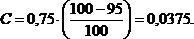 C = 0,75 · (100 − 95 / 100) = 0,0375.